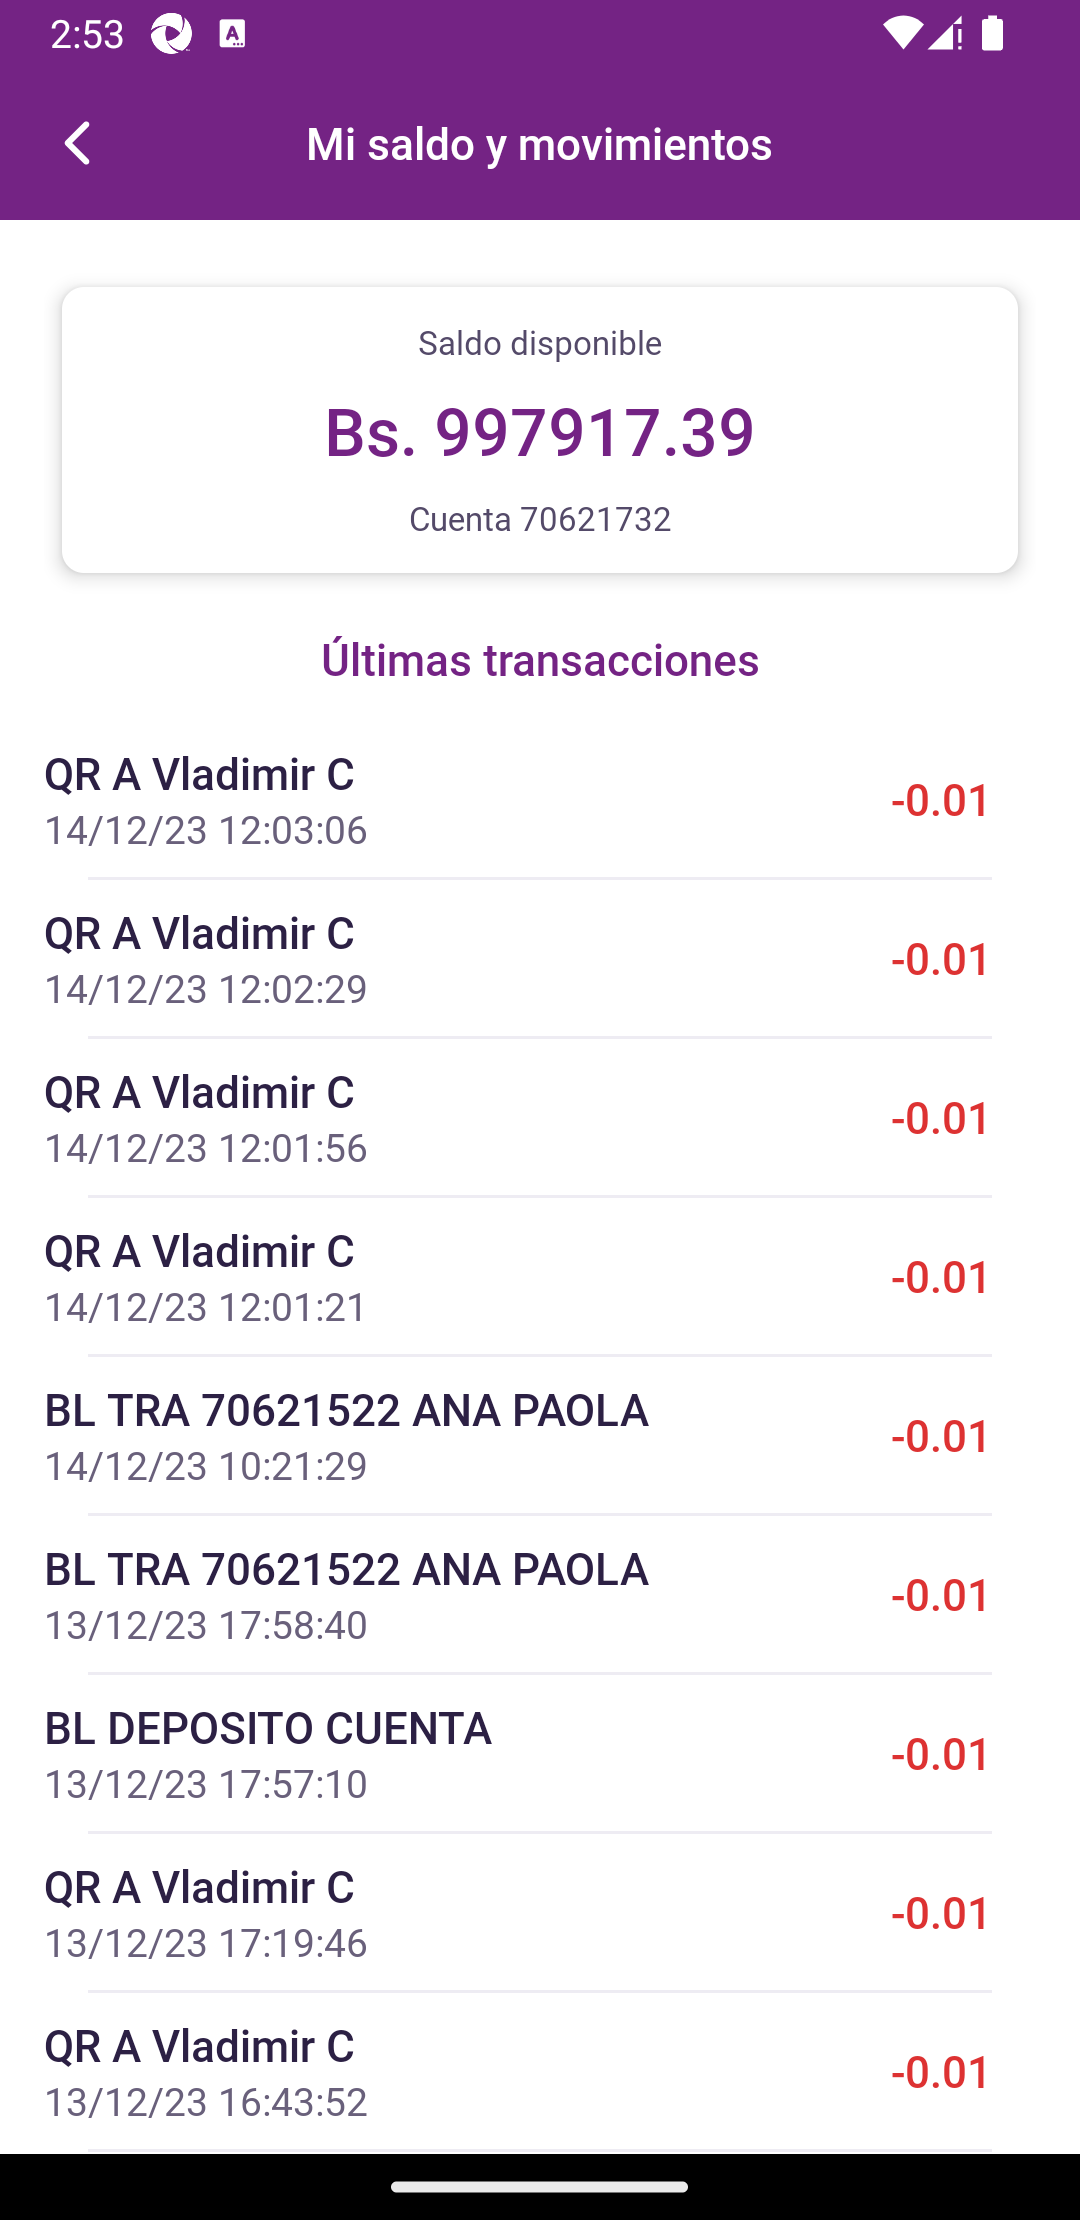 2:53
Mi saldo y movimientos
Saldo disponible
Bs. 997917.39
Cuenta 70621732
Últimas transacciones
QR A Vladimir C
14/12/23 12:03:06
-0.01
QR A Vladimir C
14/12/23 12:02:29
-0.01
QR A Vladimir C
14/12/23 12:01:56
-0.01
QR A Vladimir C
14/12/23 12:01:21
-0.01
BL TRA 70621522 ANA PAOLA
14/12/23 10:21:29
-0.01
BL TRA 70621522 ANA PAOLA
13/12/23 17:58:40
-0.01
BL DEPOSITO CUENTA
13/12/23 17:57:10
-0.01
QR A Vladimir C
13/12/23 17:19:46
-0.01
QR A Vladimir C
13/12/23 16:43:52
-0.01